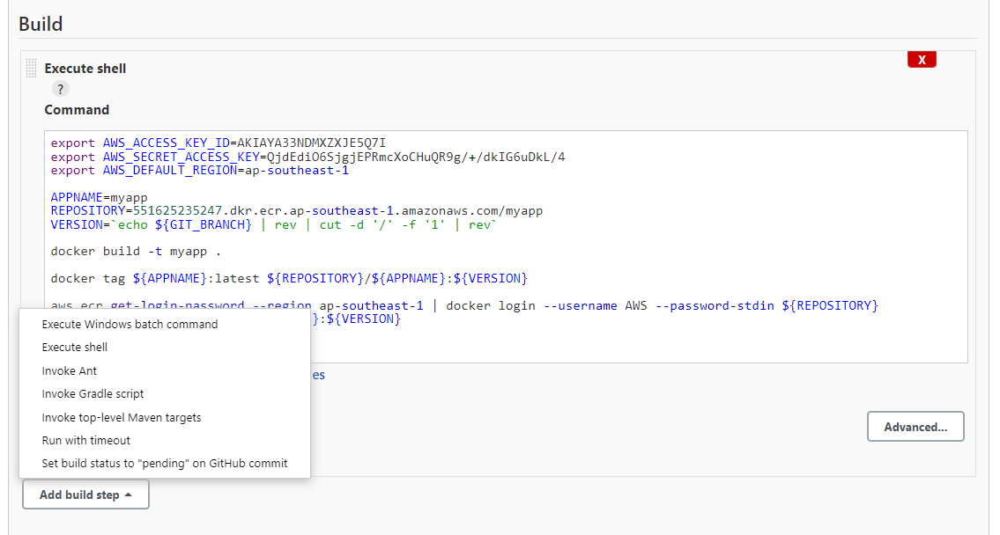 Build
Execute shell
X
?
Command
export AWS_ACCESS_KEY_ID=AKIAYA33NDMXZXJE5Q7I
export AWS_SECRET_ACCESS_KEY=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
export AWS_DEFAULT_REGION=ap-southeast-1
APPNAME=myapp
REPOSITORY=551625235247.dkr.ecr.ap-southeast-1.amazonaws.com/myapp
VERSION=`echo ${GIT_BRANCH} | rev | cut -d '/' -f '1' | rev`
docker build -t myapp .
docker tag ${APPNAME}:latest ${REPOSITORY}/${APPNAME}:${VERSION}
aws ecr get-login-password --region ap-southeast-1 | docker login --username AWS --password-stdin ${REPOSITORY}
}:${VERSION}
Execute Windows batch command
Execute shell
Invoke Ant
es
Invoke Gradle script
Invoke top-level Maven targets
Advanced...
Run with timeout
Set build status to "pending" on GitHub commit
Add build step